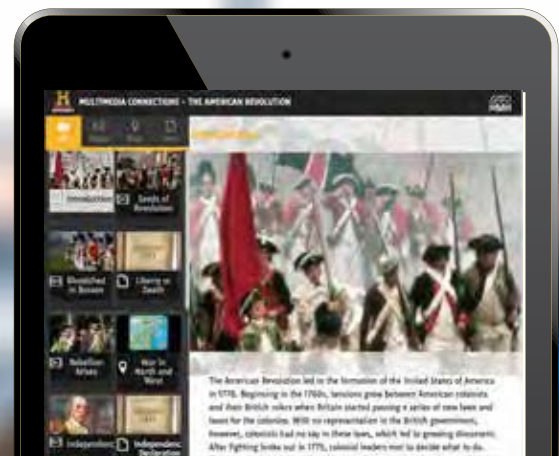 H
MULTIMEDIA CONNECTIONS - THE AMERICAN REVOLUTION
Introduction
Seeds of
Revolution
Bloodshed
in Boston
Liberty or
Death
Rebellion
Arises
War in
North and
West
Independence
Independence
Declaration
The American Revolution led to the formation of the United States of America
in 1776. Beginning in the 1760s, tensions grew between American colonists
and their British rulers when Britain started passing a series of new laws and
taxes for the colonies. With no representation in the British government,
however, colonists had no say in these laws, which led to growing discontent.
After fighting broke out in 1775, colonial leaders met to decide what to do.